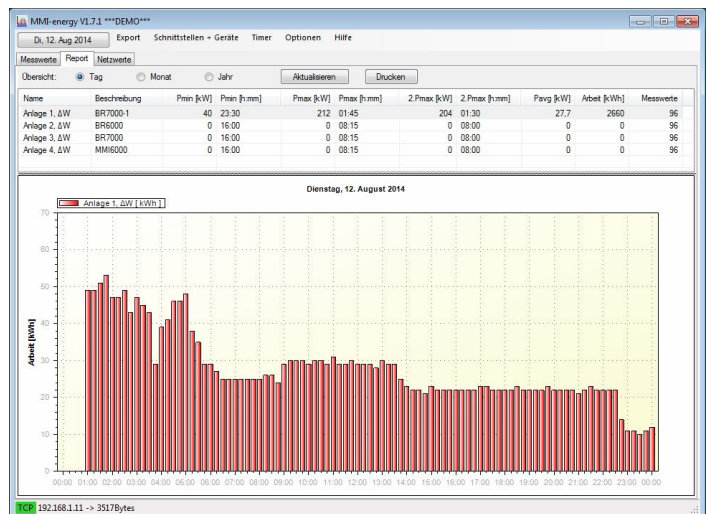 MMI-energy V1.7.1 ***DEMO***
Di, 12. Aug 2014 Export Schnittstellen + Geräte Timer Optionen Hilfe
Messwerte Report Netzwerte
Übersicht: Tag Monat Jahr Aktualisieren Drucken
Name Beschreibung Pmin [kW] Pmin [h:mm] Pmax [kW] Pmax [h:mm] 2.Pmax [kW] 2.Pmax [h:mm] Pavg [kW] Arbeit [kWh] Messwerte
Anlage 1, ΔW BR7000-1 40 23:30 212 01:45 204 01:30 27,7 2660 96
Anlage 2, ΔW BR6000 0 16:00 0 08:15 0 08:00 0 0 96
Anlage 3, ΔW BR7000 0 16:00 0 08:15 0 08:00 0 0 96
Anlage 4, ΔW MMI6000 0 16:00 0 08:15 0 08:00 0 0 96
Dienstag, 12. August 2014
Anlage 1, ΔW [ kWh ]
70
60
50
40
30
20
10
0
Arbeit [kWh]
00:00 01:00 02:00 03:00 04:00 05:00 06:00 07:00 08:00 09:00 10:00 11:00 12:00 13:00 14:00 15:00 16:00 17:00 18:00 19:00 20:00 21:00 22:00 23:00 00:00
TCP 192.168.1.11 -> 3517Bytes